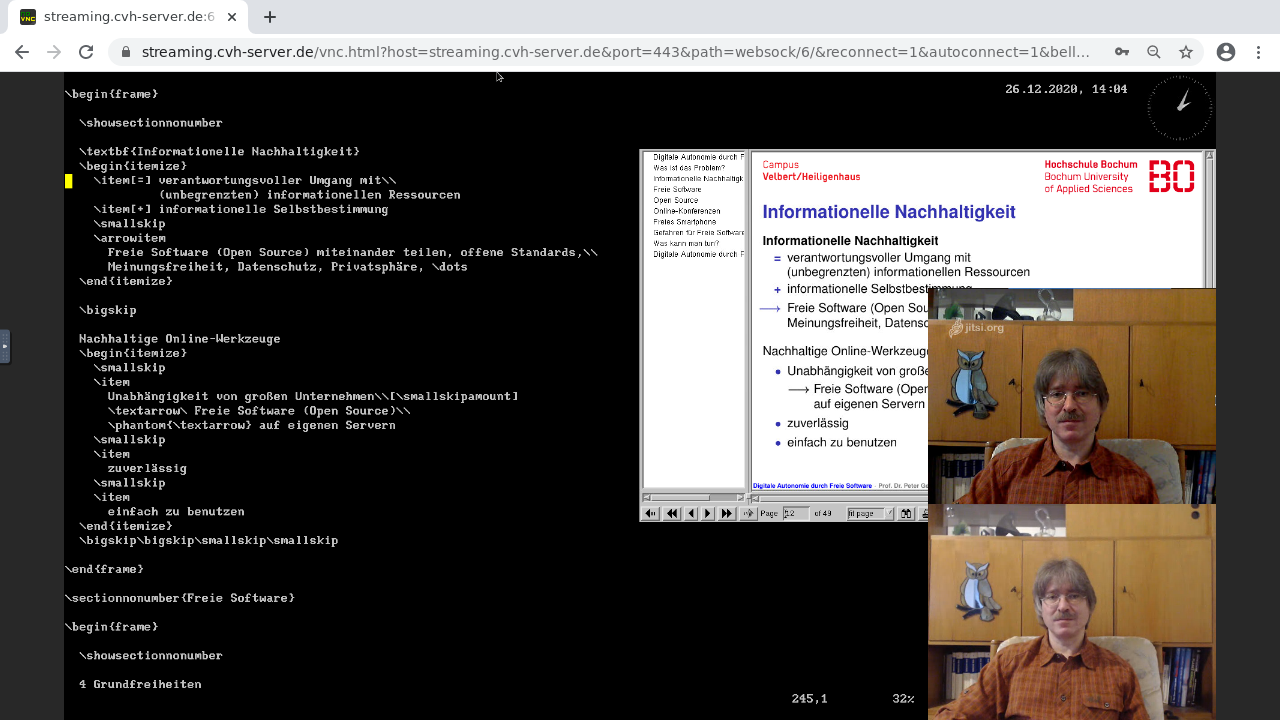 streaming.cvh-server.de:6
streaming.cvh-server.de/vnc.html?host=streaming.cvh-server.de&port=443&path=websock/6/&reconnect=1&autoconnect=1&bell...
26.12.2020, 14:04
\begin{frame}
\showsectionnonumber
\textbf{Informationelle Nachhaltigkeit}
\begin{itemize}
\item[=] verantwortungsvoller Umgang mit\\
(unbegrenzten) informationellen Ressourcen
\item[+] informationelle Selbstbestimmung
\smallskip
\arrowitem
Freie Software (Open Source) miteinander teilen, offene Standards,\\
Meinungsfreiheit, Datenschutz, Privatsphäre, \dots
\end{itemize}
\bigskip
Nachhaltige Online-Werkzeuge
\begin{itemize}
\smallskip
\item
Unabhängigkeit von großen Unternehmen\\[\smallskipamount]
\textarrow\ Freie Software (Open Source)\\
\phantom{\textarrow} auf eigenen Servern
\smallskip
\item
zuverlässig
\smallskip
\item
einfach zu benutzen
\end{itemize}
\bigskip\bigskip\smallskip\smallskip
\end{frame}
\sectionnonumber{Freie Software}
\begin{frame}
\showsectionnonumber
4 Grundfreiheiten
245,1 32%
Digitale Autonomie durch F
Was ist das Problem?
Informationelle Nachhaltigk
Freie Software
Open Source
Online-Konferenzen
Freies Smartphone
Gefahren für Freie Software
Was kann man tun?
Digitale Autonomie durch F
Campus
Velbert/Heiligenhaus
Hochschule Bochum
Bochum University
of Applied Sciences
BO
Informationelle Nachhaltigkeit
Informationelle Nachhaltigkeit
= verantwortungsvoller Umgang mit
(unbegrenzten) informationellen Ressourcen
+ informationelle Selbstbestimmung
⟶ Freie Software (Open Sou
Meinungsfreiheit, Datensc
Nachhaltige Online-Werkzeuge
• Unabhängigkeit von große
⟶ Freie Software (Oper
auf eigenen Servern
• zuverlässig
• einfach zu benutzen
Digitale Autonomie durch Freie Software - Prof. Dr. Peter Ge
Page 12 of 49 fit page
jitsi.org